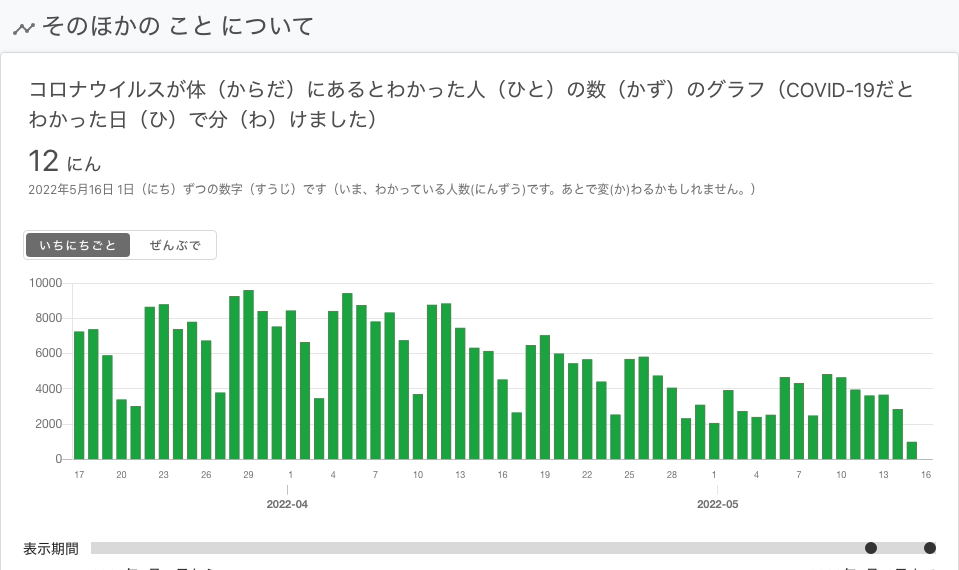 そのほかの こと について
コロナウイルスが体（からだ）にあるとわかった人（ひと）の数（かず）のグラフ（COVID-19だと
わかった日（ひ）で分（わ）けました）
12 にん
2022年5月16日 1日（にち）ずつの数字（すうじ）です（いま、わかっている人数(にんずう)です。あとで変(か)わるかもしれません。）
いちにちごと ぜんぶで
10000
8000
6000
4000
2000
0
17 20 23 26 29 1 4 7 10 13 16 19 22 25 28 1 4 7 10 13 16
2022-04 2022-05
表示期間